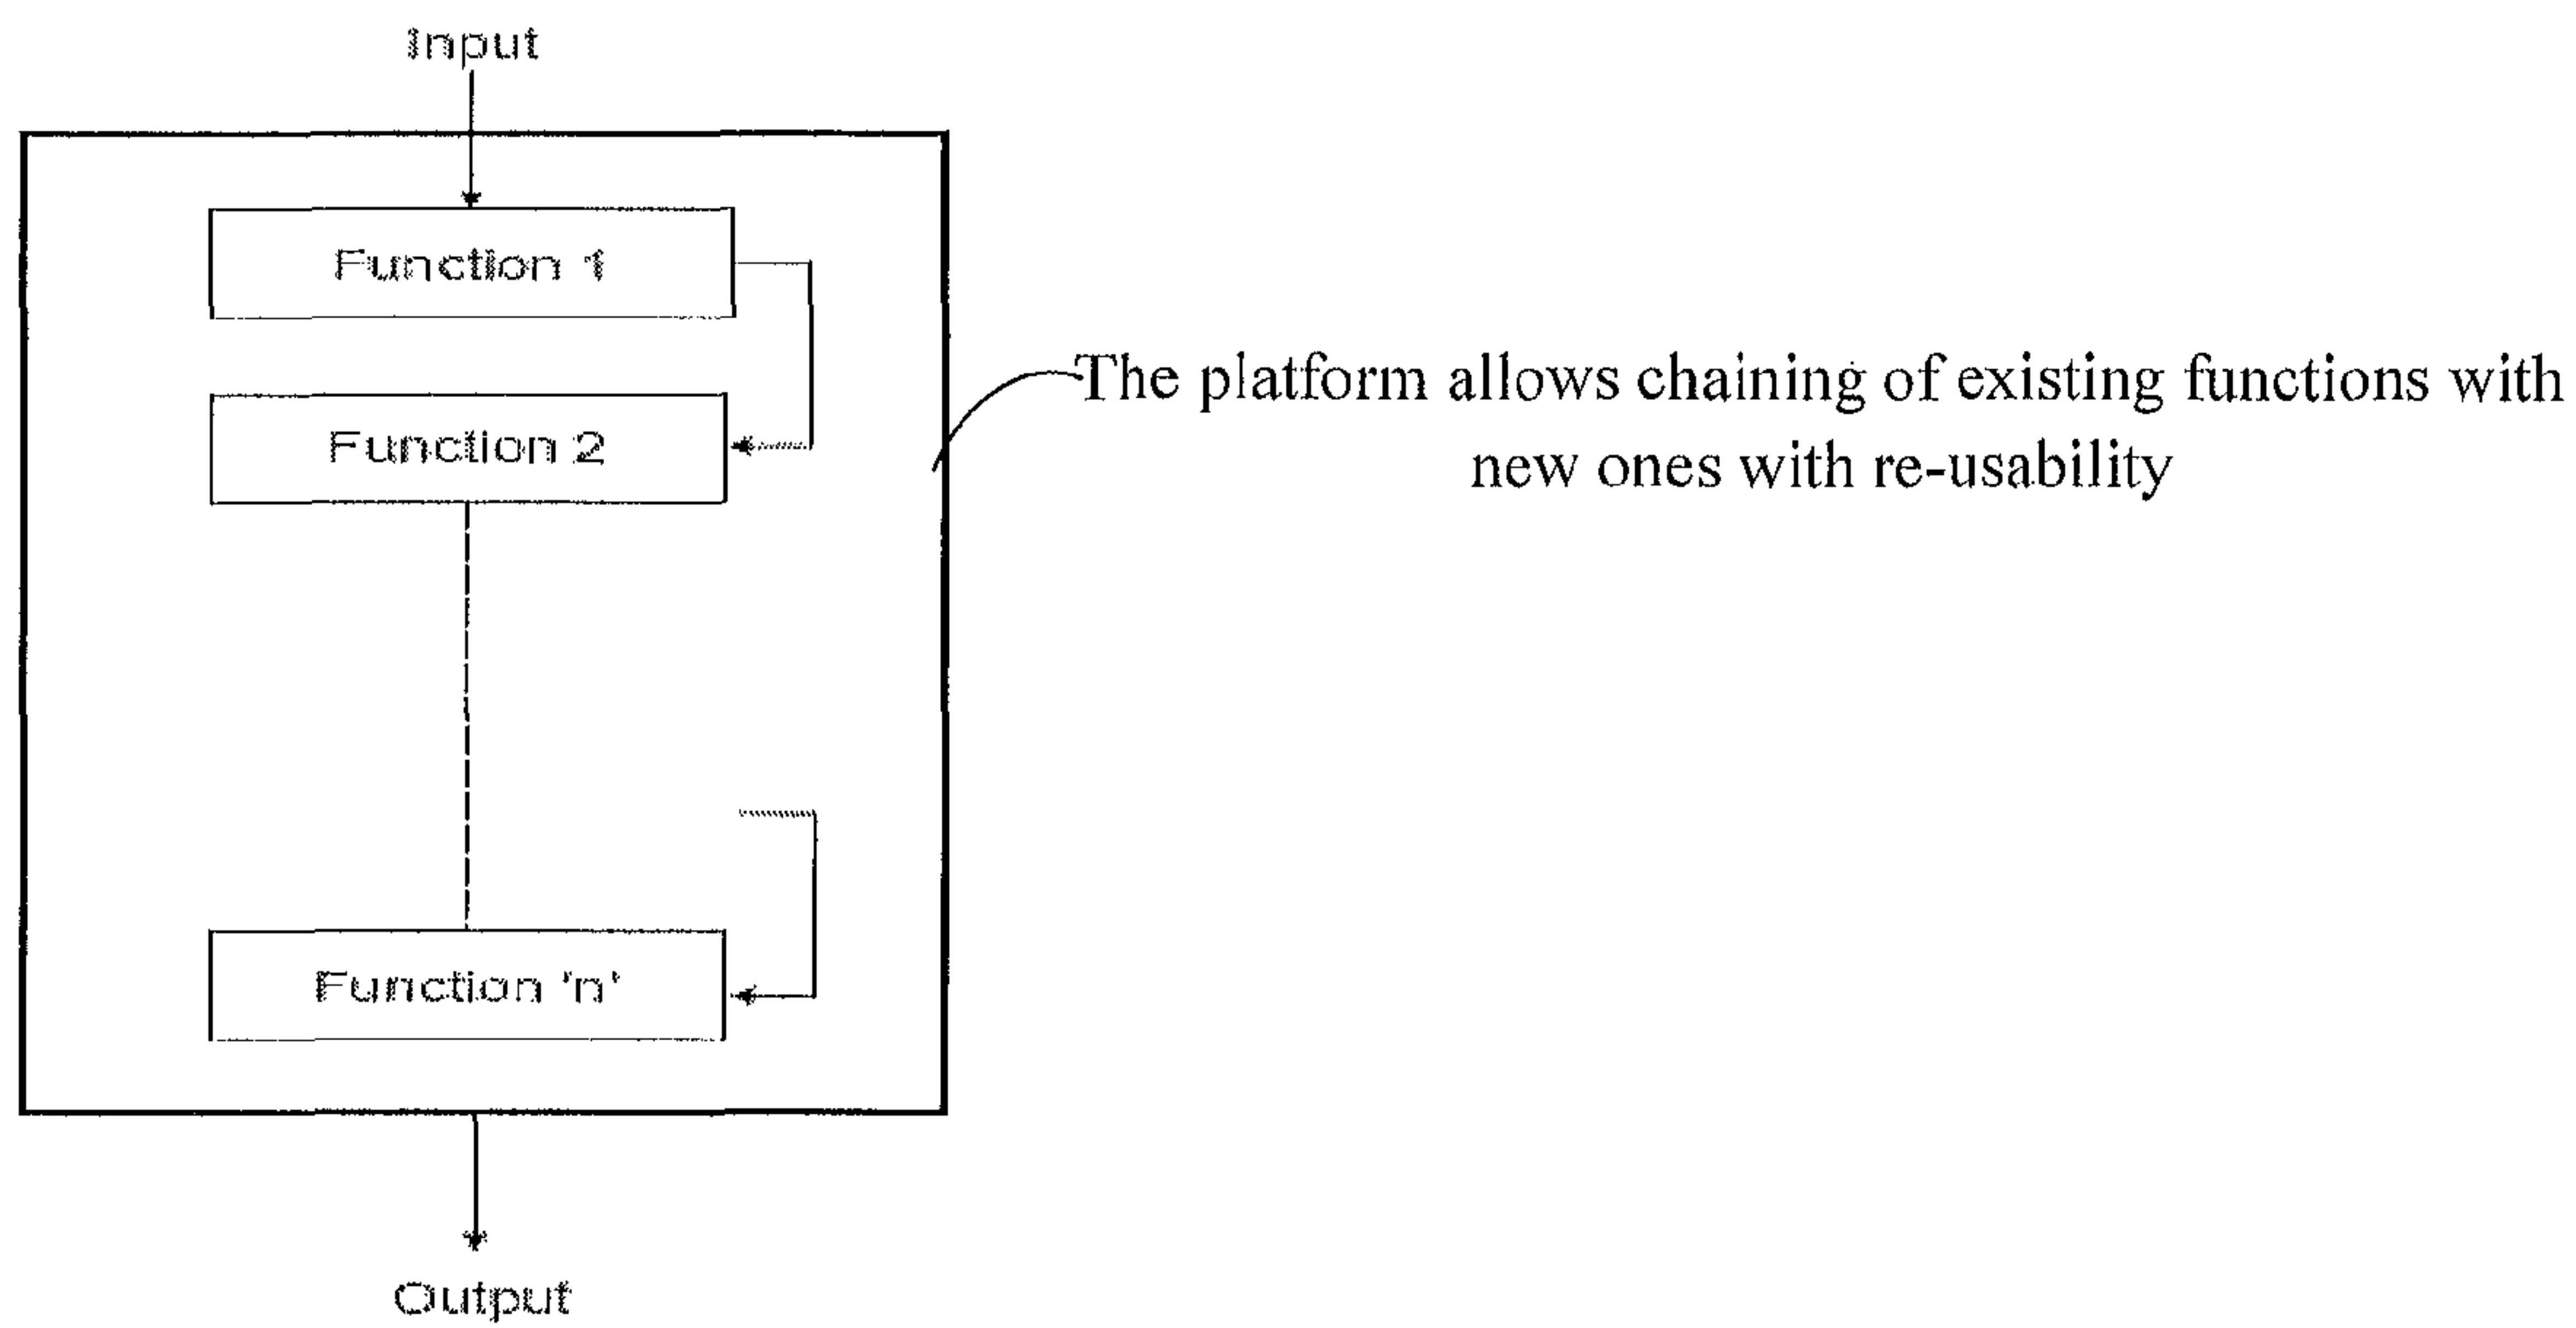 Input
Function 1
The platform allows chaining of existing functions with
new ones with re-usability
Function 2
Function 'n'
Output